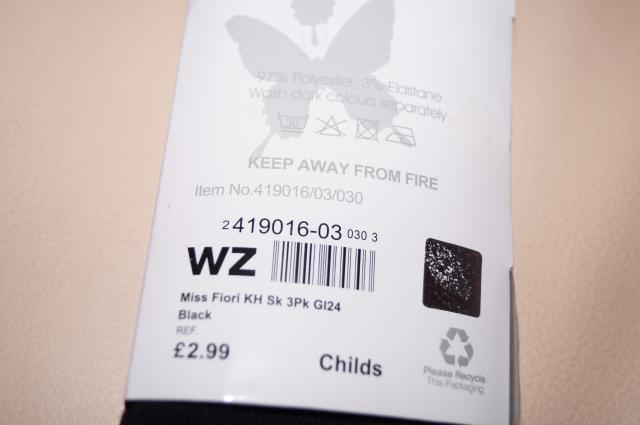 97% Polyester, 3% Elastane
Wash dark colours separately
30
KEEP AWAY FROM FIRE
Item No.419016/03/030
2 419016-03 030 3
WZ
Miss Fiori KH Sk 3Pk Gl24
Black
REF.
£2.99
Childs
Please Recycle
This Packaging